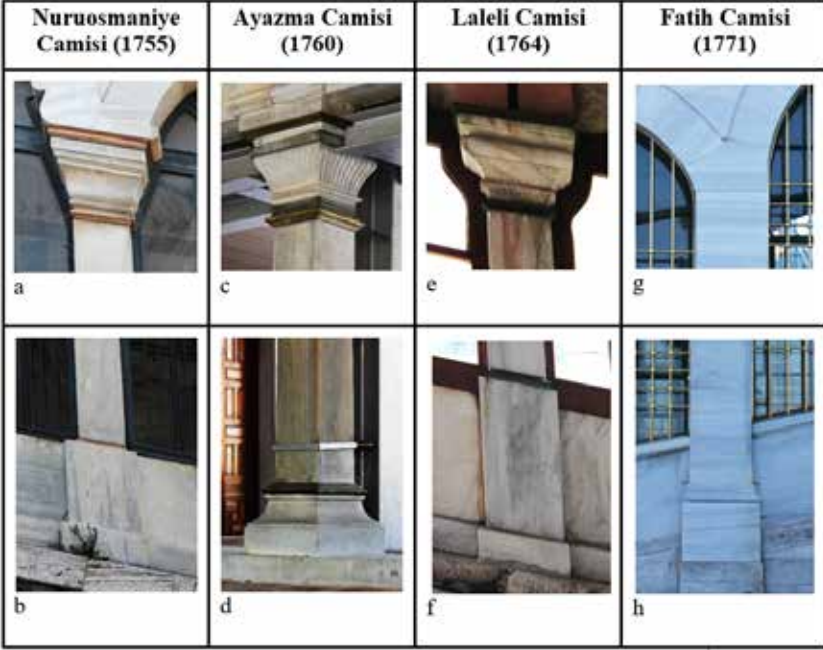 Nuruosmaniye
Camisi (1755)
Ayazma Camisi
(1760)
Laleli Camisi
(1764)
Fatih Camisi
(1771)
a
c
e
g
b
d
f
h